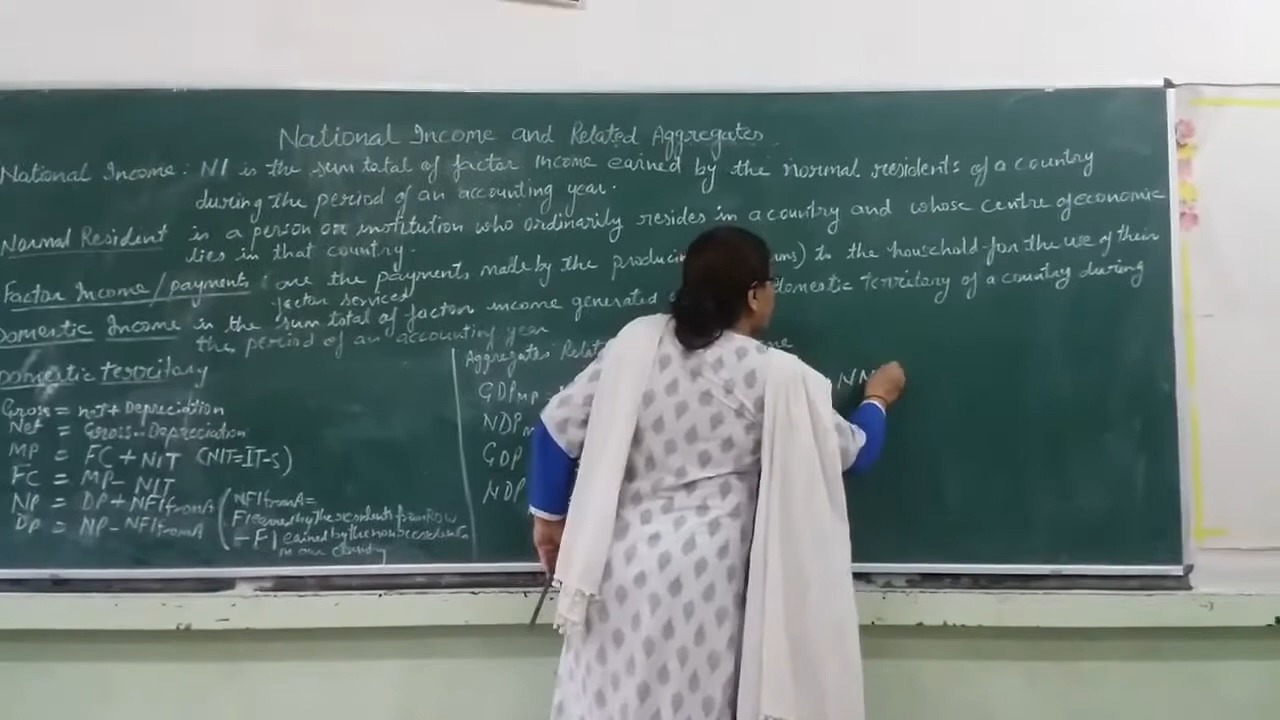 National Income and Related Aggregates
National Income: NI is the sum total of factor income earned by the normal residents of a country
during the period of an accounting year.
Normal Resident is a person or institution who ordinarily resides in a country and whose centre of economic
lies in that country.
Factor Income/payments: are the payments made by the to the household for the use of their
factor services
Domestic Income is the sum total of factor income generated domestic Territary of a country during
the period of an accounting year
Domestic territary
Gross = net + Depreciation
Net = Gross - Depreciation
MP = FC + NIT (NIT=IT-S)
FC = MP - NIT
NP = DP + NFIfromA
DP = NP - NFIfromA
NFIfromA =
FI earned by the residents from ROW
- FI earned by the non residents
in our country
Aggregates
GDPMP
NDP
GDP
NDP